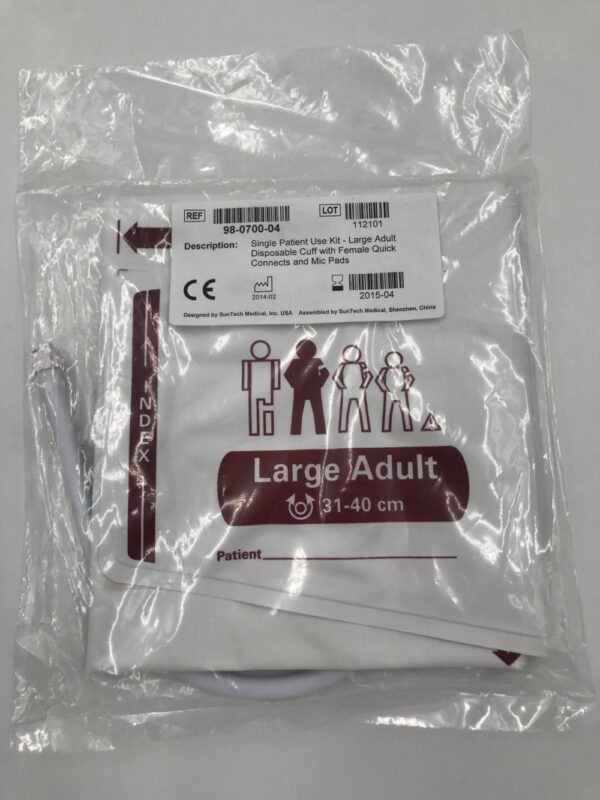 REF
98-0700-04
LOT
112101
Description: Single Patient Use Kit - Large Adult
Disposable Cuff with Female Quick
Connects and Mic Pads
CE
2014-02
2015-04
Designed by SunTech Medical, Inc. USA Assembled by SunTech Medical, Shenzhen, China
INDEX
Large Adult
31-40 cm
Patient